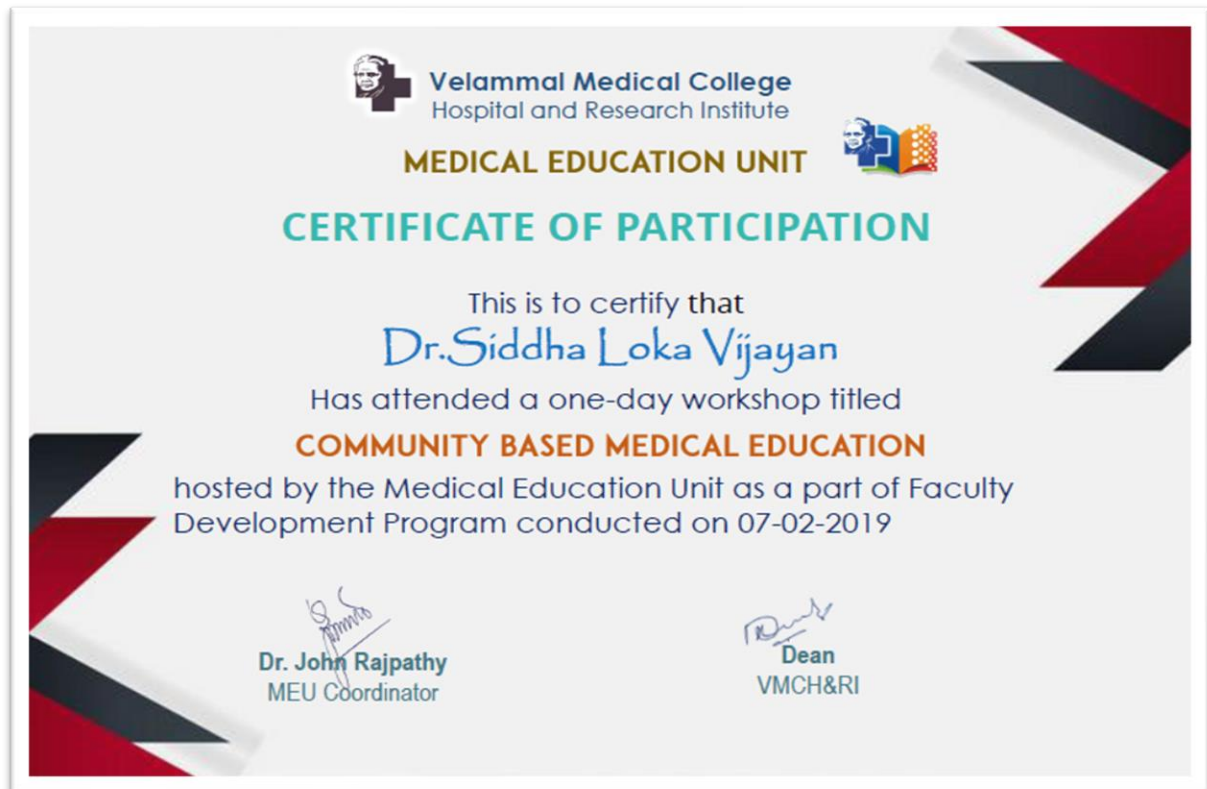 Velammal Medical College
Hospital and Research Institute
MEDICAL EDUCATION UNIT
CERTIFICATE OF PARTICIPATION
This is to certify that
Dr.Siddha Loka Vijayan
Has attended a one-day workshop titled
COMMUNITY BASED MEDICAL EDUCATION
hosted by the Medical Education Unit as a part of Faculty
Development Program conducted on 07-02-2019
Dr. John Rajpathy
MEU Coordinator
Dean
VMCH&RI